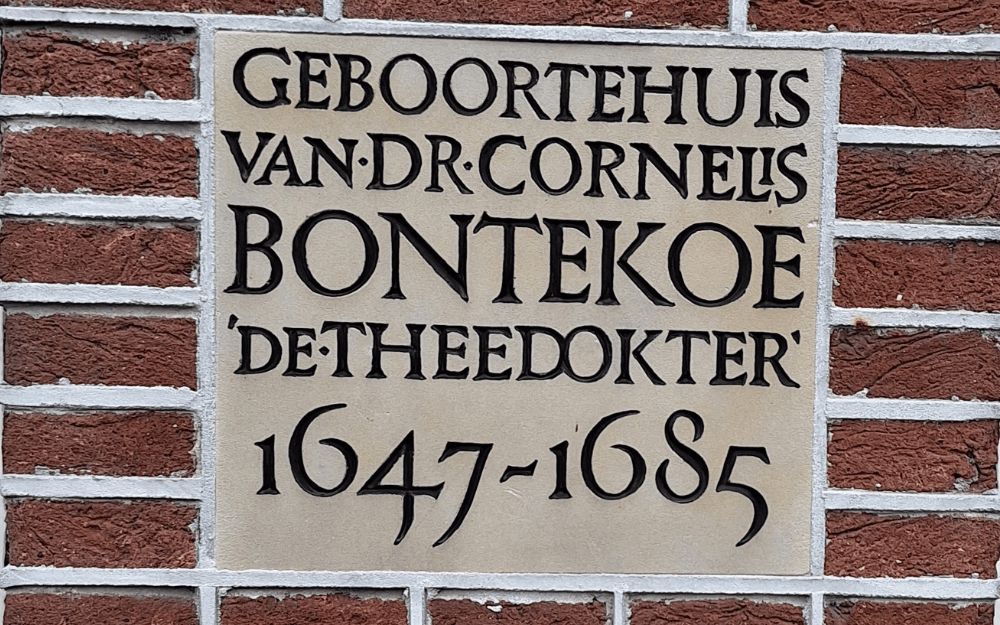 GEBOORTEHUIS
VAN·DR·CORNELIS
BONTEKOE
'DE·THEEDOKTER'
1647-1685